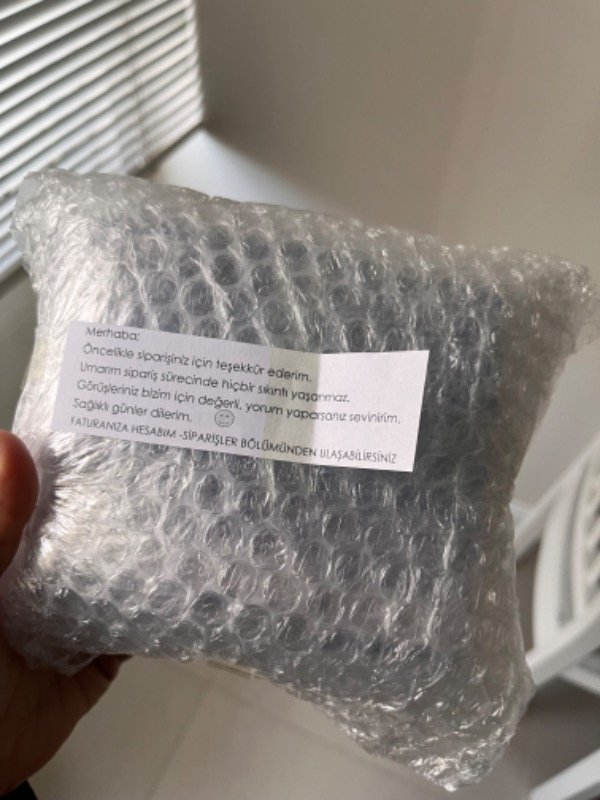 Merhaba;
Öncelikle siparişiniz için teşekkür ederim.
Umarım sipariş sürecinde hiçbir sıkıntı yaşanmaz.
Görüşleriniz bizim için değerli, yorum yaparsanız sevinirim.
Sağlıklı günler dilerim.
FATURANIZA HESABIM -SİPARİŞLER BÖLÜMÜNDEN ULAŞABİLİRSİNİZ